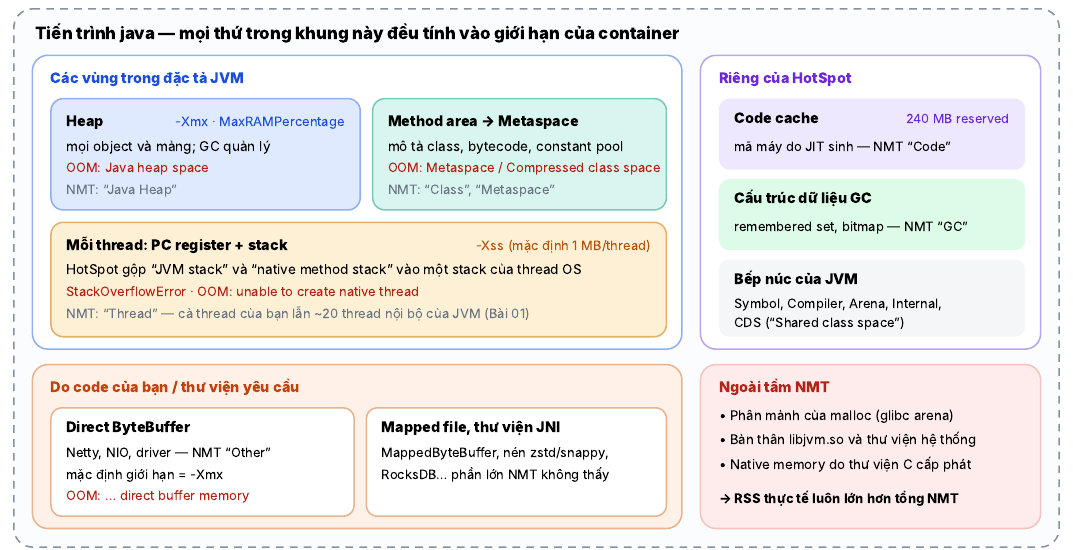 Tiến trình java — mọi thứ trong khung này đều tính vào giới hạn của container
Các vùng trong đặc tả JVM
Heap
-Xmx · MaxRAMPercentage
mọi object và mảng; GC quản lý
OOM: Java heap space
NMT: “Java Heap”
Method area → Metaspace
mô tả class, bytecode, constant pool
OOM: Metaspace / Compressed class space
NMT: “Class”, “Metaspace”
Mỗi thread: PC register + stack
-Xss (mặc định 1 MB/thread)
HotSpot gộp “JVM stack” và “native method stack” vào một stack của thread OS
StackOverflowError · OOM: unable to create native thread
NMT: “Thread” — cả thread của bạn lẫn ~20 thread nội bộ của JVM (Bài 01)
Riêng của HotSpot
Code cache
240 MB reserved
mã máy do JIT sinh — NMT “Code”
Cấu trúc dữ liệu GC
remembered set, bitmap — NMT “GC”
Bếp núc của JVM
Symbol, Compiler, Arena, Internal,
CDS (“Shared class space”)
Do code của bạn / thư viện yêu cầu
Direct ByteBuffer
Netty, NIO, driver — NMT “Other”
mặc định giới hạn = -Xmx
OOM: … direct buffer memory
Mapped file, thư viện JNI
MappedByteBuffer, nén zstd/snappy,
RocksDB… phần lớn NMT không thấy
Ngoài tầm NMT
• Phân mảnh của malloc (glibc arena)
• Bản thân libjvm.so và thư viện hệ thống
• Native memory do thư viện C cấp phát
→ RSS thực tế luôn lớn hơn tổng NMT